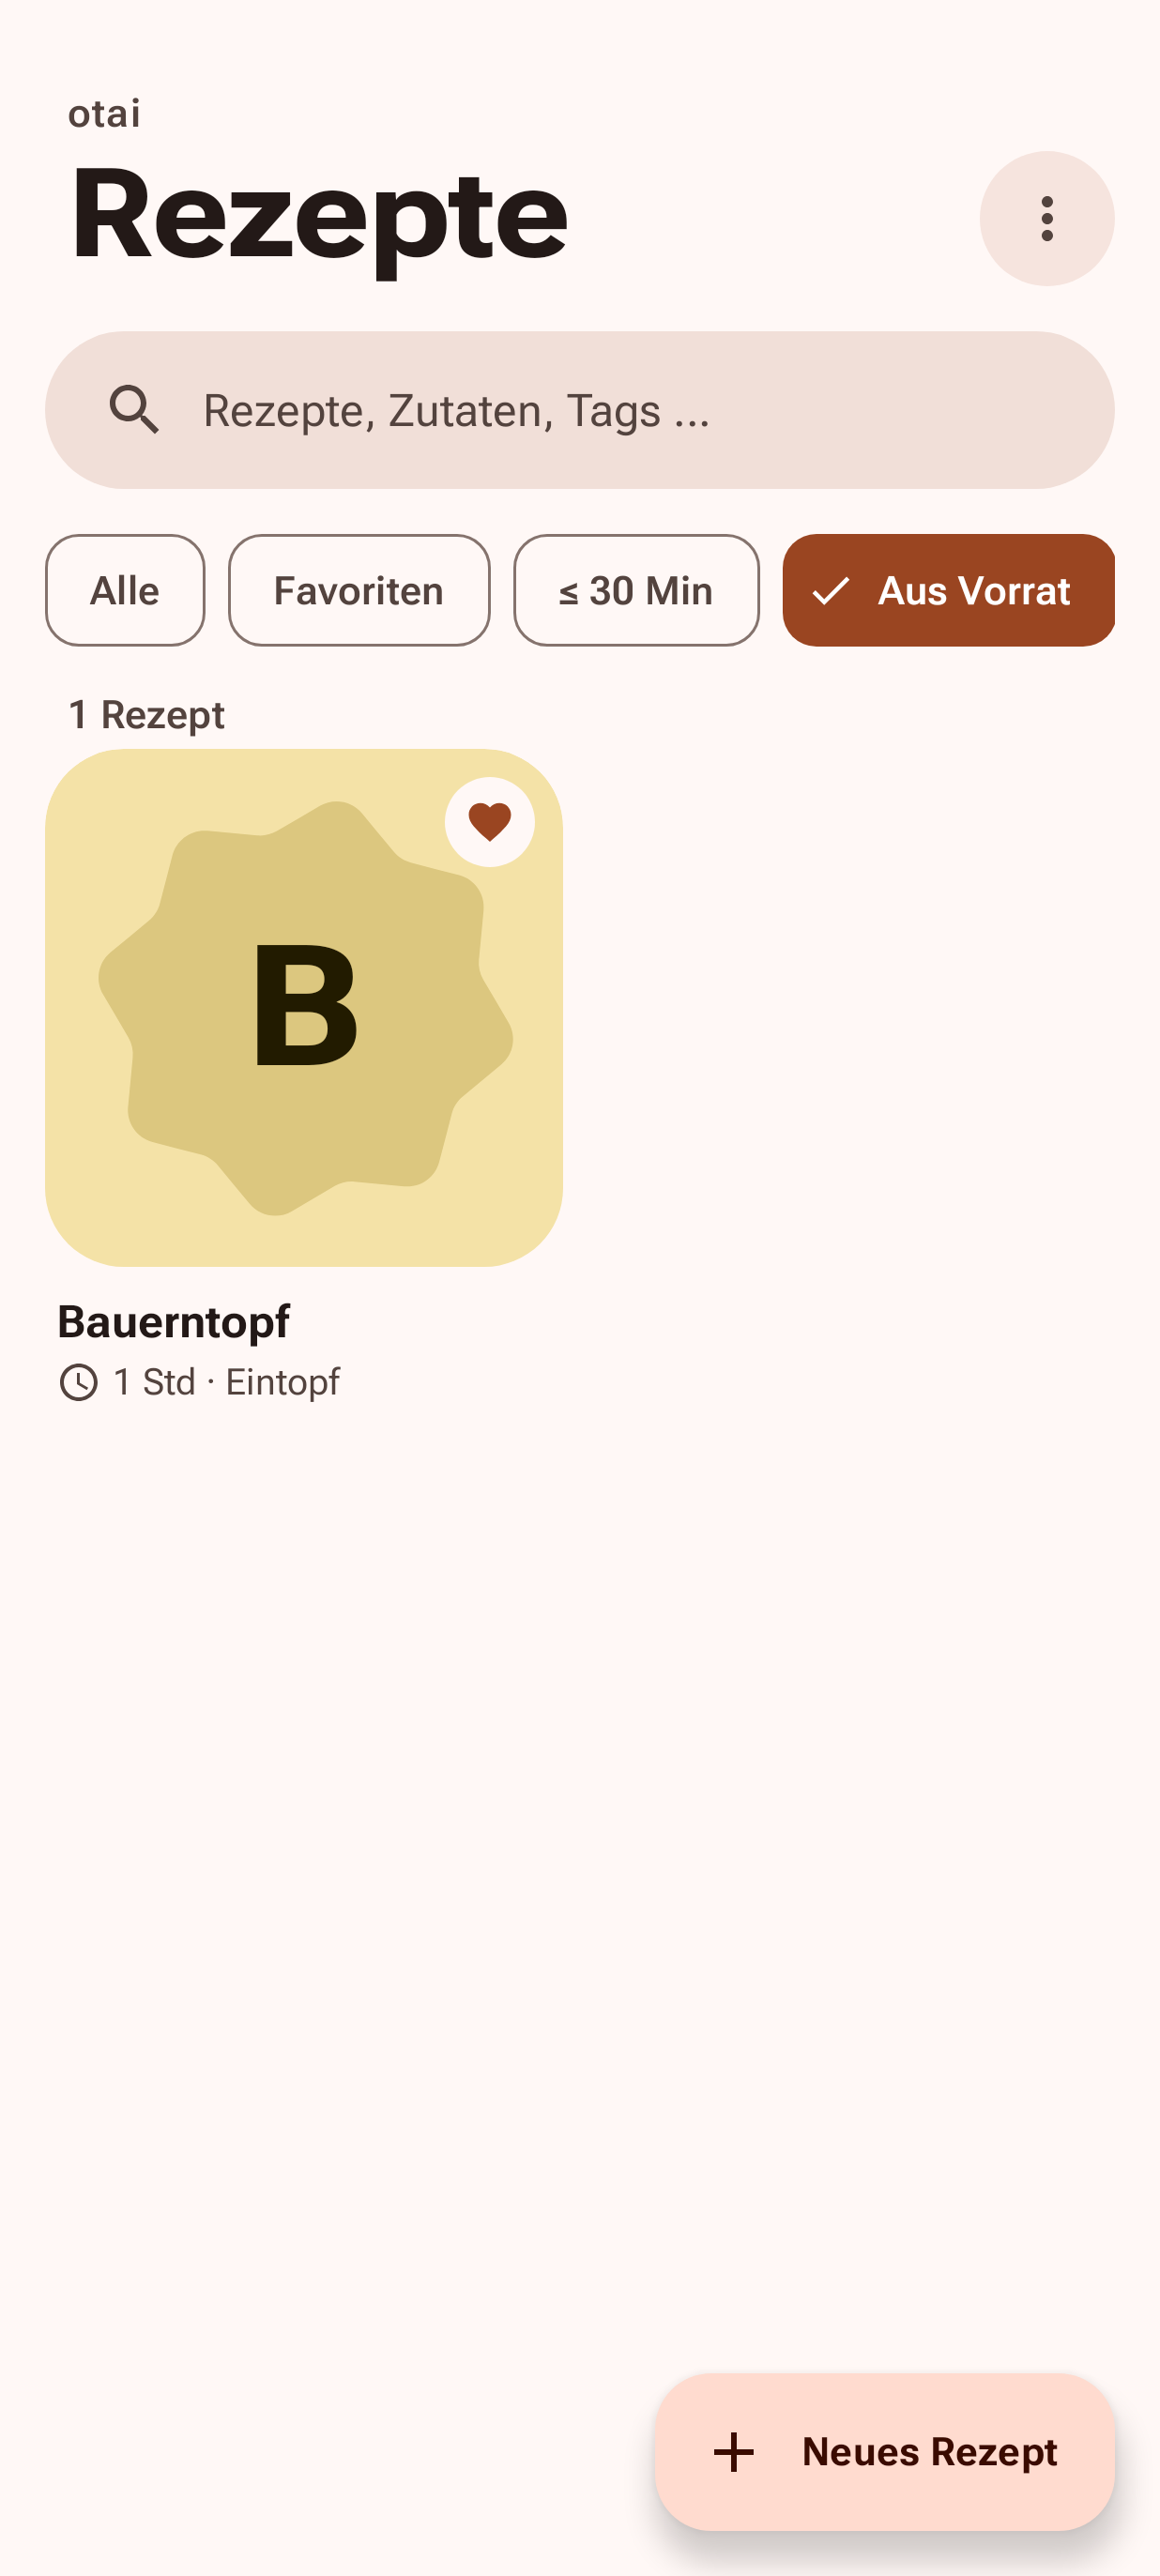 otai
Rezepte
Rezepte, Zutaten, Tags ...
Alle
Favoriten
≤ 30 Min
Aus Vorrat
1 Rezept
B
Bauerntopf
1 Std · Eintopf
Neues Rezept